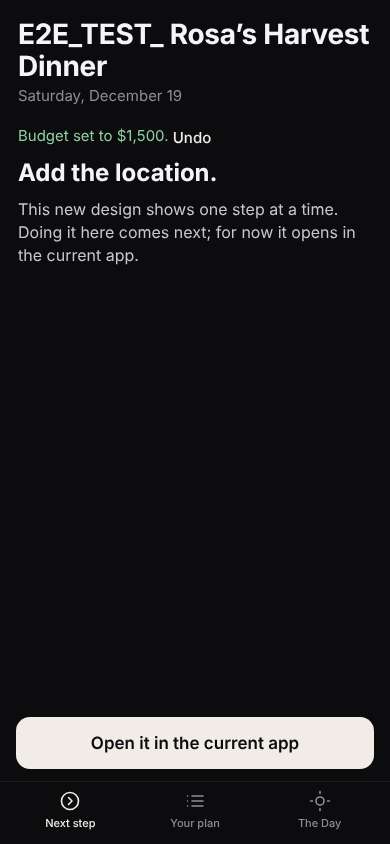 E2E_TEST_ Rosa’s Harvest
Dinner
Saturday, December 19
Budget set to $1,500. Undo
Add the location.
This new design shows one step at a time.
Doing it here comes next; for now it opens in
the current app.
Open it in the current app
Next step
Your plan
The Day